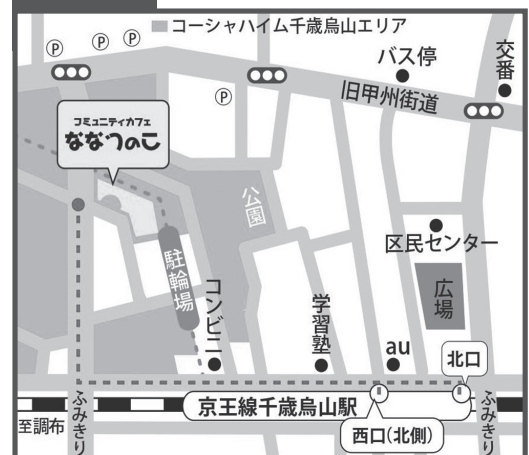 コーシャハイム千歳烏山エリア
Ⓟ
Ⓟ
Ⓟ
Ⓟ
バス停
交番
旧甲州街道
コミュニティカフェ
ななつのこ
公園
区民センター
広場
駐輪場
コンビニ
学習塾
au
北口
京王線千歳烏山駅
西口(北側)
至調布
ふみきり
ふみきり